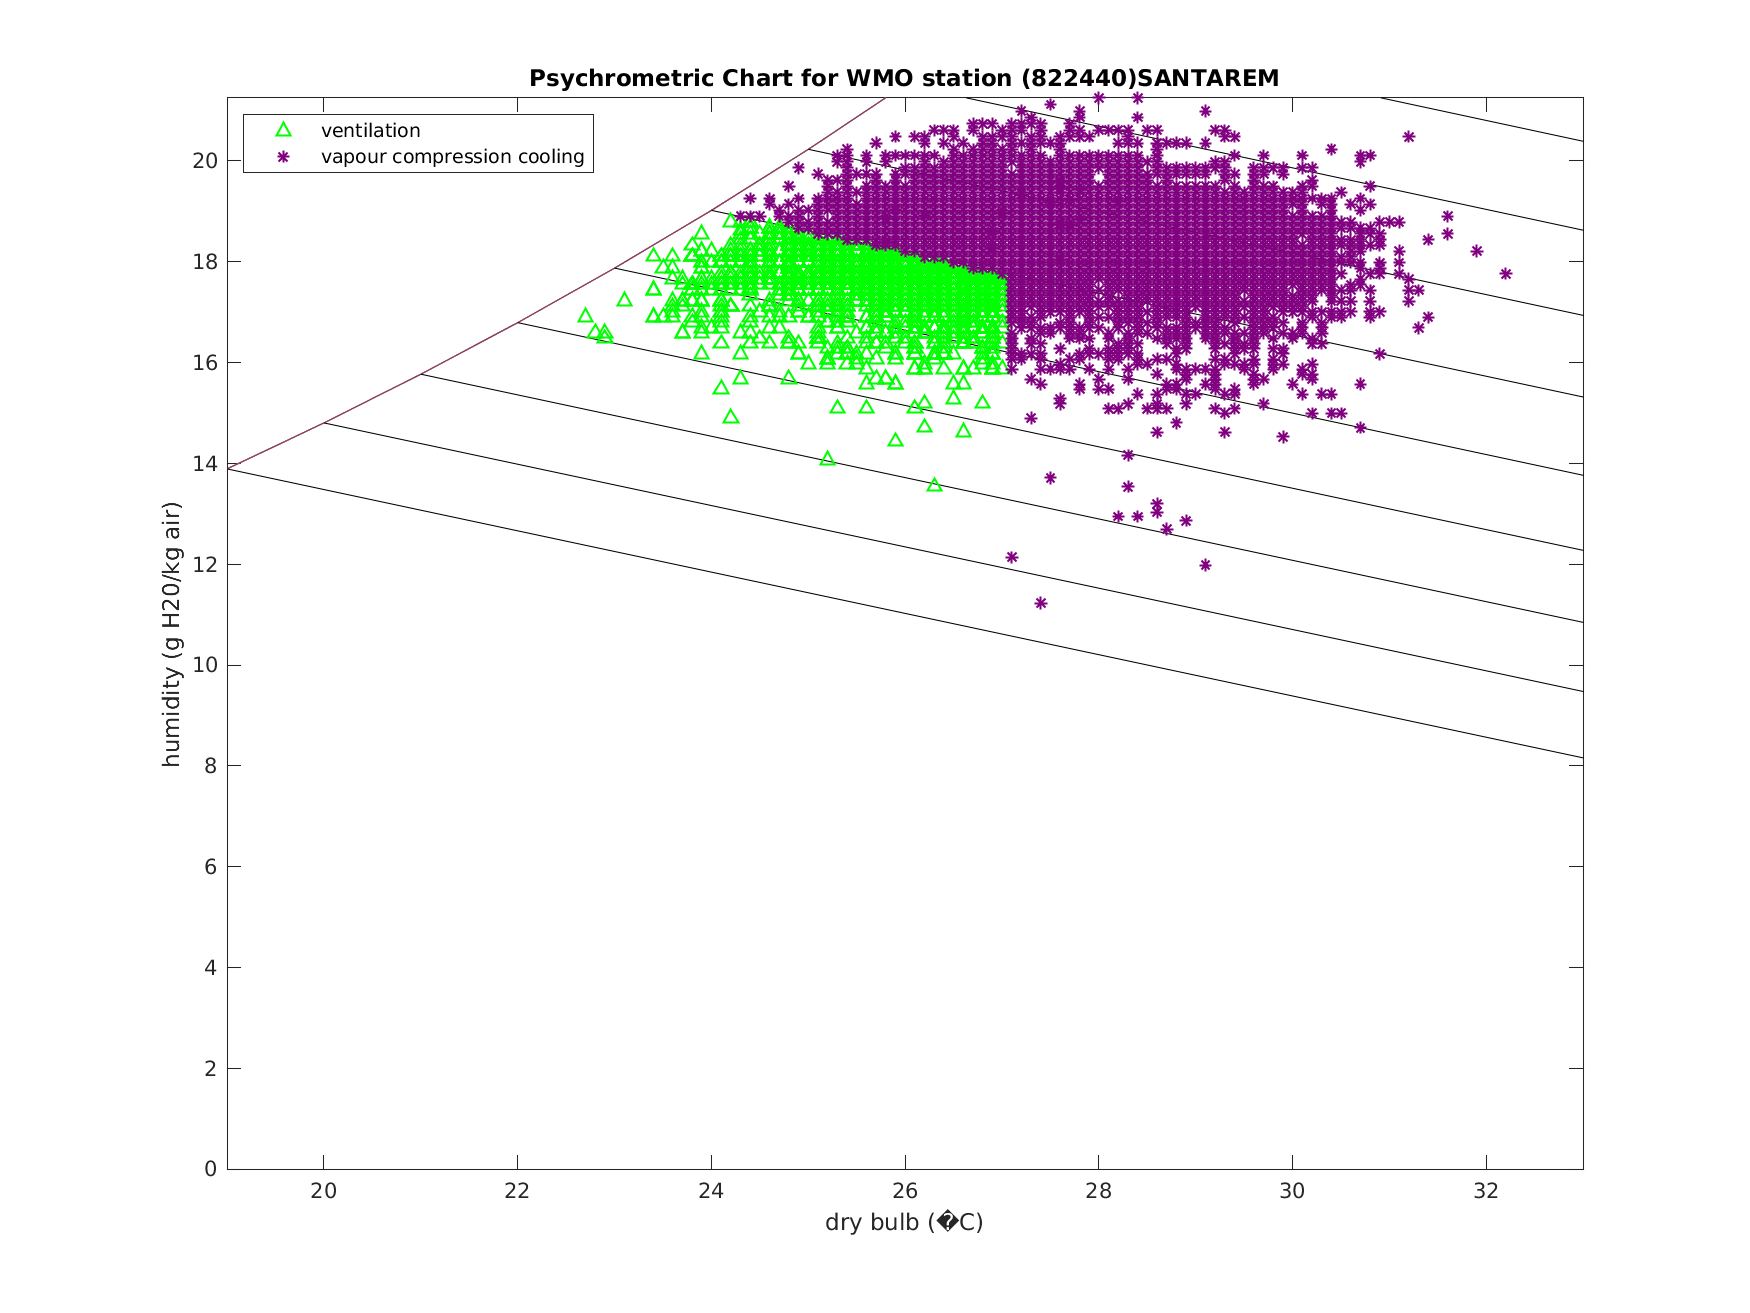 Psychrometric Chart for WMO station (822440)SANTAREM
ventilation
vapour compression cooling
humidity (g H20/kg air)
20
18
16
14
12
10
8
6
4
2
0
20 22 24 26 28 30 32
dry bulb (�C)